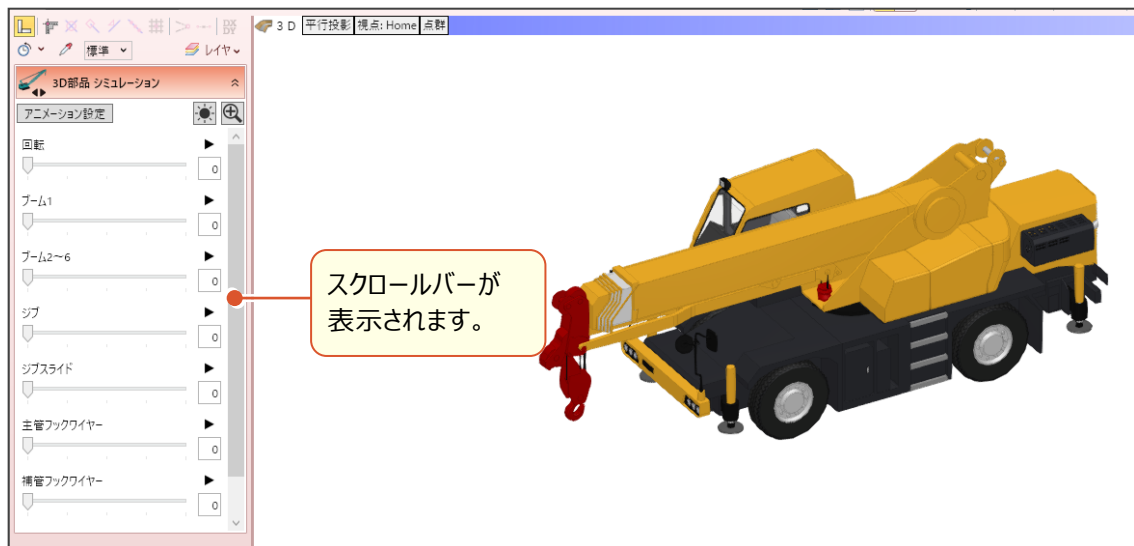 3 D 平行投影 視点: Home 点群
標準 レイヤ
3D部品 シミュレーション
アニメーション設定
回転
0
ブーム1
0
ブーム2~6
0
ジブ
0
ジブスライド
0
主管フックワイヤー
0
補管フックワイヤー
0
スクロールバーが
表示されます。